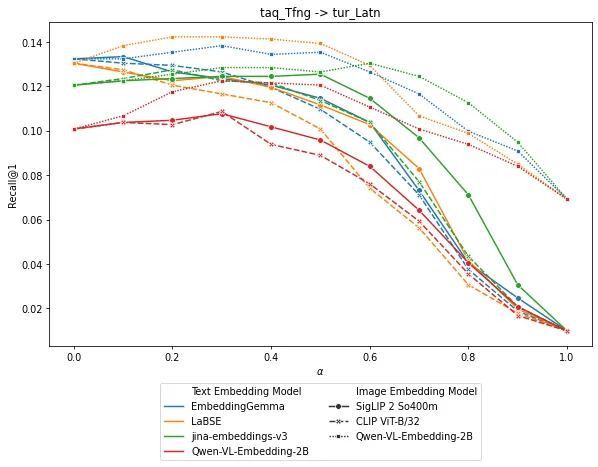 taq_Tfng -> tur_Latn
Recall@1
0.14
0.12
0.10
0.08
0.06
0.04
0.02
0.0 0.2 0.4 0.6 0.8 1.0
α
Text Embedding Model
EmbeddingGemma
LaBSE
jina-embeddings-v3
Qwen-VL-Embedding-2B
Image Embedding Model
SigLIP 2 So400m
CLIP ViT-B/32
Qwen-VL-Embedding-2B